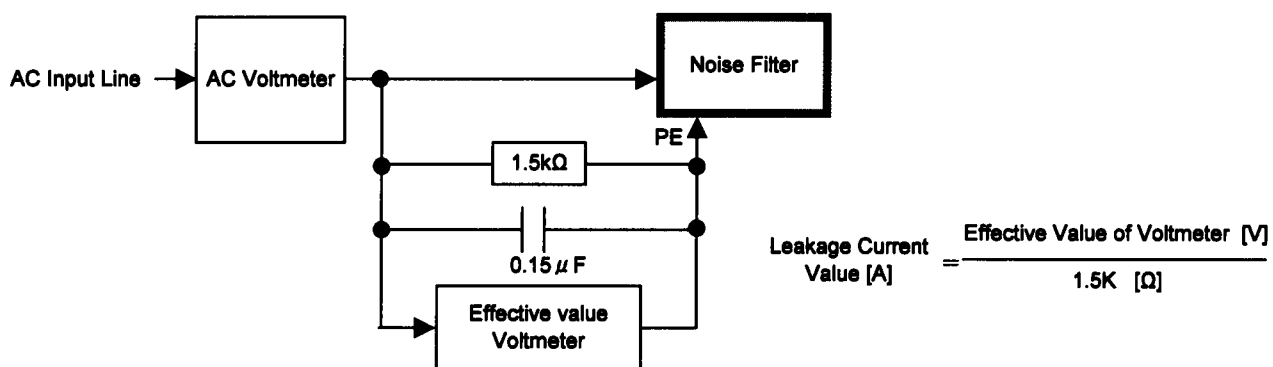 AC Input Line
AC Voltmeter
Noise Filter
PE
1.5kΩ
0.15 μ F
Effective value
Voltmeter
Leakage Current
Value [A]
=
Effective Value of Voltmeter [V]
1.5K [Ω]